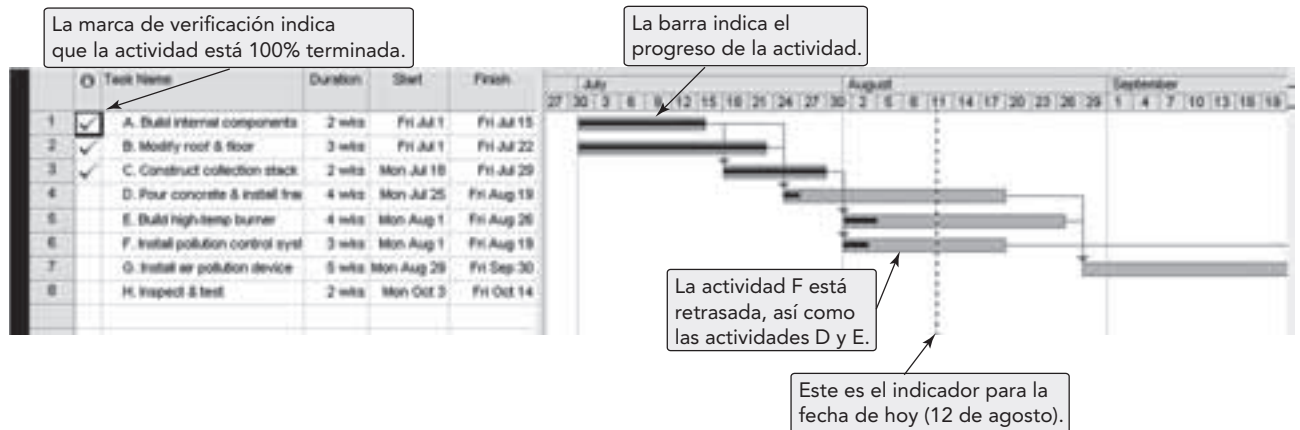 La marca de verificación indica
que la actividad está 100% terminada.
La barra indica el
progreso de la actividad.
Task Name Duration Start Finish
July August September
27 30 3 6 9 12 15 18 21 24 27 30 2 5 8 11 14 17 20 23 26 29 1 4 7 10 13 16 19
1 A. Build internal components 2 wks Fri Jul 1 Fri Jul 15
2 B. Modify roof & floor 3 wks Fri Jul 1 Fri Jul 22
3 C. Construct collection stack 2 wks Mon Jul 18 Fri Jul 29
4 D. Pour concrete & install fra 4 wks Mon Jul 25 Fri Aug 19
5 E. Build high-temp burner 4 wks Mon Aug 1 Fri Aug 26
6 F. Install pollution control syst 3 wks Mon Aug 1 Fri Aug 19
7 G. Install air pollution device 5 wks Mon Aug 29 Fri Sep 30
8 H. Inspect & test 2 wks Mon Oct 3 Fri Oct 14
La actividad F está
retrasada, así como
las actividades D y E.
Este es el indicador para la
fecha de hoy (12 de agosto).